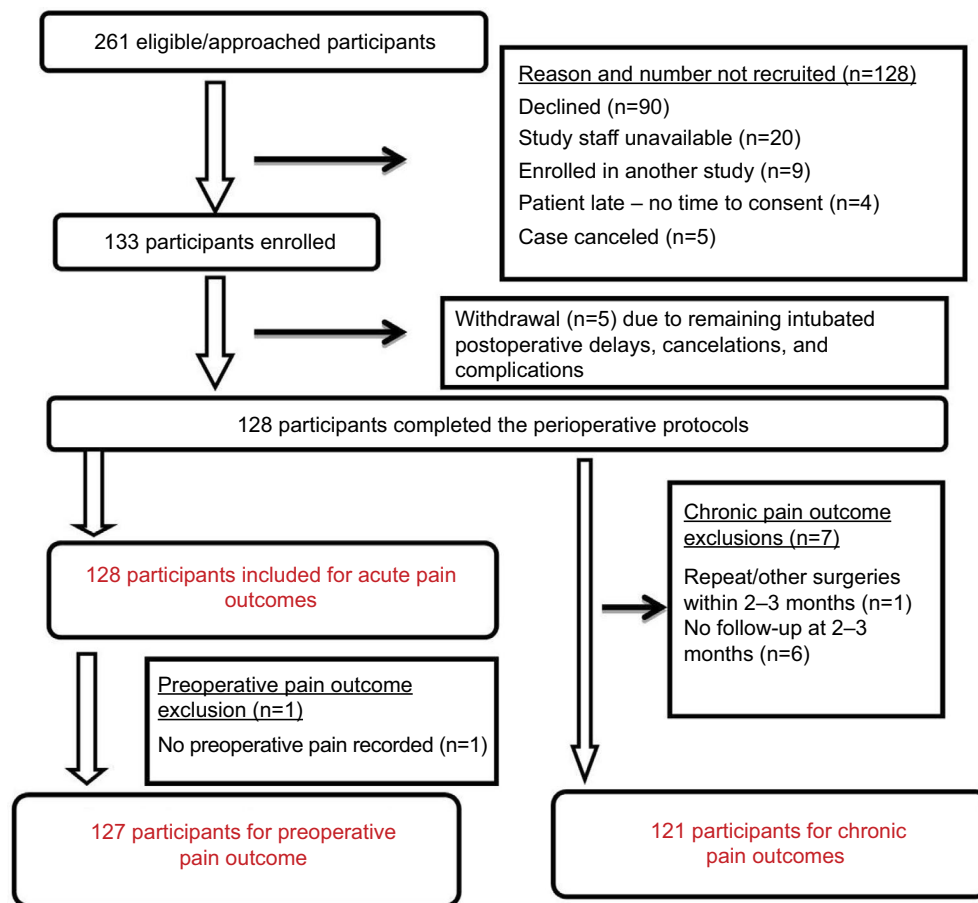 261 eligible/approached participants
Reason and number not recruited (n=128)
Declined (n=90)
Study staff unavailable (n=20)
Enrolled in another study (n=9)
Patient late – no time to consent (n=4)
Case canceled (n=5)
133 participants enrolled
Withdrawal (n=5) due to remaining intubated
postoperative delays, cancelations, and
complications
128 participants completed the perioperative protocols
Chronic pain outcome
exclusions (n=7)
Repeat/other surgeries
within 2–3 months (n=1)
No follow-up at 2–3
months (n=6)
128 participants included for acute pain
outcomes
Preoperative pain outcome
exclusion (n=1)
No preoperative pain recorded (n=1)
127 participants for preoperative
pain outcome
121 participants for chronic
pain outcomes